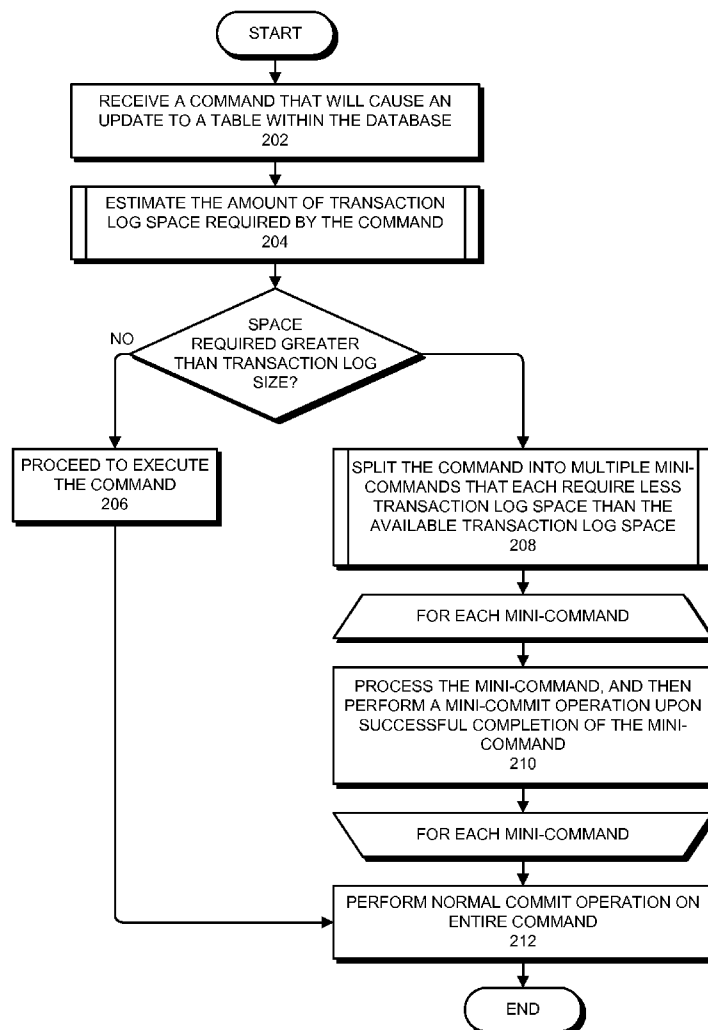 START
RECEIVE A COMMAND THAT WILL CAUSE AN
UPDATE TO A TABLE WITHIN THE DATABASE
202
ESTIMATE THE AMOUNT OF TRANSACTION
LOG SPACE REQUIRED BY THE COMMAND
204
SPACE
REQUIRED GREATER
THAN TRANSACTION LOG
SIZE?
NO
PROCEED TO EXECUTE
THE COMMAND
206
SPLIT THE COMMAND INTO MULTIPLE MINI-
COMMANDS THAT EACH REQUIRE LESS
TRANSACTION LOG SPACE THAN THE
AVAILABLE TRANSACTION LOG SPACE
208
FOR EACH MINI-COMMAND
PROCESS THE MINI-COMMAND, AND THEN
PERFORM A MINI-COMMIT OPERATION UPON
SUCCESSFUL COMPLETION OF THE MINI-
COMMAND
210
FOR EACH MINI-COMMAND
PERFORM NORMAL COMMIT OPERATION ON
ENTIRE COMMAND
212
END